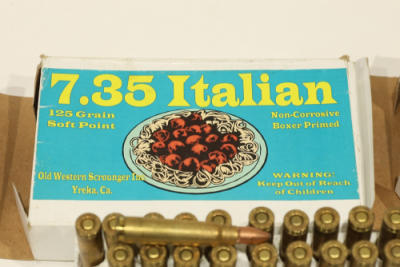 7.35 Italian
125 Grain
Soft Point
Non-Corrosive
Boxer Primed
Old Western Scrounger Inc.
Yreka, Ca.
WARNING:
Keep Out of Reach
of Children